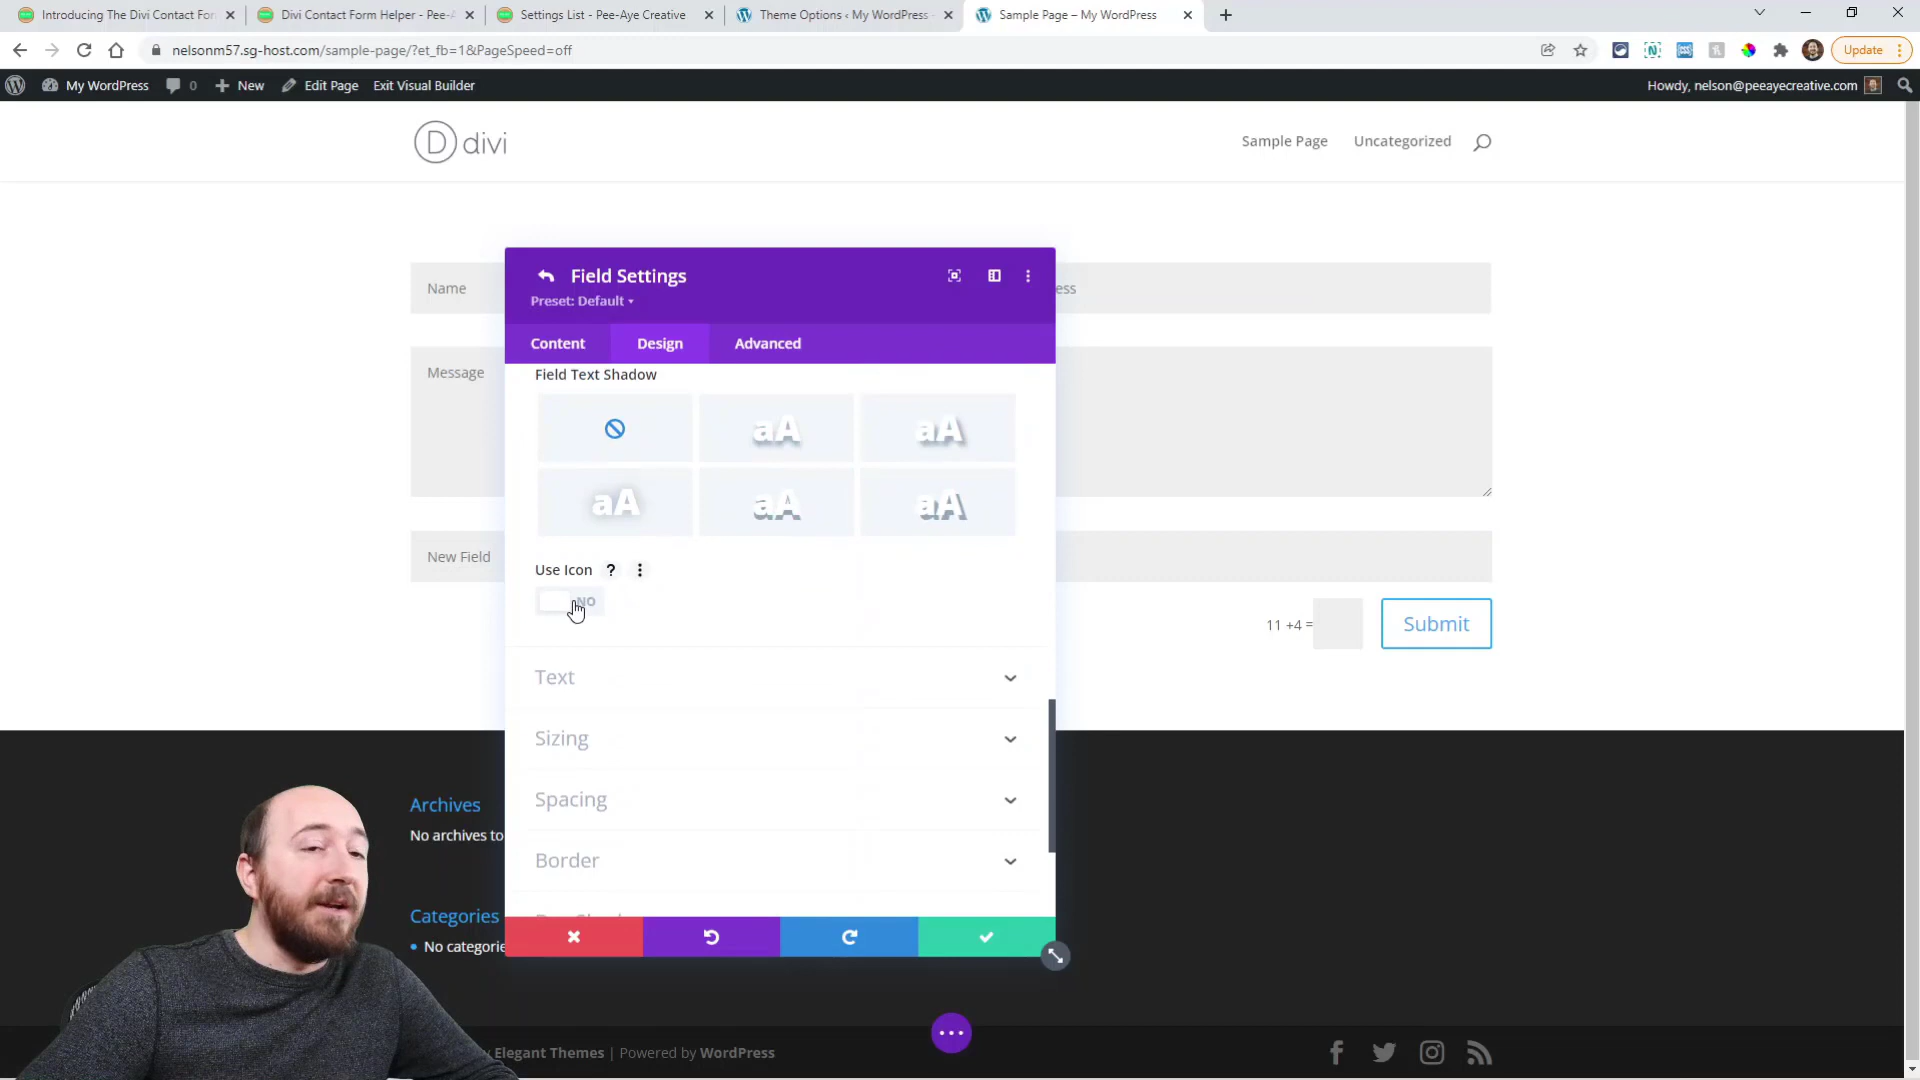 Introducing The Divi Contact For
Divi Contact Form Helper - Pee-A
Settings List - Pee-Aye Creative
Theme Options ‹ My WordPress -
Sample Page – My WordPress
nelsonm57.sg-host.com/sample-page/?et_fb=1&PageSpeed=off
Update
My WordPress
0
New
Edit Page
Exit Visual Builder
Howdy, nelson@peeayecreative.com
D divi
Sample Page
Uncategorized
Name
ess
Message
New Field
11 +4 =
Submit
Field Settings
Preset: Default
Content
Design
Advanced
Field Text Shadow
aA
aA
aA
aA
aA
Use Icon ?
NO
Text
Sizing
Spacing
Border
Archives
No archives to
Categories
No categorie
Elegant Themes | Powered by WordPress